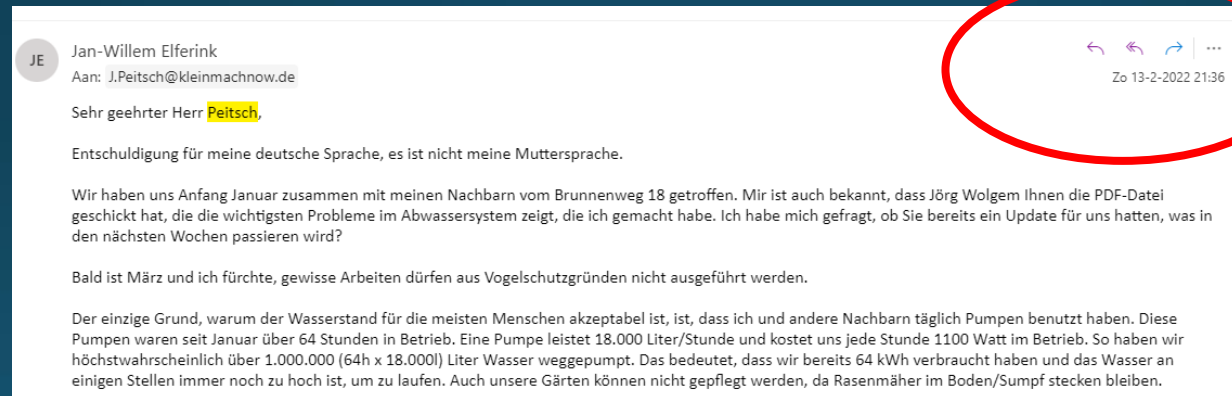 JE
Jan-Willem Elferink
Aan: J.Peitsch@kleinmachnow.de
Zo 13-2-2022 21:36
Sehr geehrter Herr Peitsch,
Entschuldigung für meine deutsche Sprache, es ist nicht meine Muttersprache.
Wir haben uns Anfang Januar zusammen mit meinen Nachbarn vom Brunnenweg 18 getroffen. Mir ist auch bekannt, dass Jörg Wolgem Ihnen die PDF-Datei
geschickt hat, die die wichtigsten Probleme im Abwassersystem zeigt, die ich gemacht habe. Ich habe mich gefragt, ob Sie bereits ein Update für uns hatten, was in
den nächsten Wochen passieren wird?
Bald ist März und ich fürchte, gewisse Arbeiten dürfen aus Vogelschutzgründen nicht ausgeführt werden.
Der einzige Grund, warum der Wasserstand für die meisten Menschen akzeptabel ist, ist, dass ich und andere Nachbarn täglich Pumpen benutzt haben. Diese
Pumpen waren seit Januar über 64 Stunden in Betrieb. Eine Pumpe leistet 18.000 Liter/Stunde und kostet uns jede Stunde 1100 Watt im Betrieb. So haben wir
höchstwahrscheinlich über 1.000.000 (64h x 18.000l) Liter Wasser weggepumpt. Das bedeutet, dass wir bereits 64 kWh verbraucht haben und das Wasser an
einigen Stellen immer noch zu hoch ist, um zu laufen. Auch unsere Gärten können nicht gepflegt werden, da Rasenmäher im Boden/Sumpf stecken bleiben.